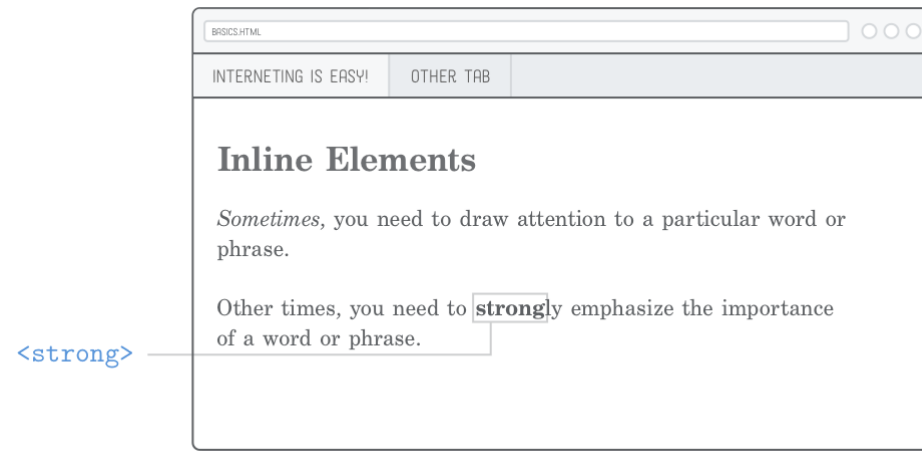 BASICS.HTML
INTERNETING IS EASY! OTHER TAB
Inline Elements
Sometimes, you need to draw attention to a particular word or
phrase.
Other times, you need to strongly emphasize the importance
of a word or phrase.
<strong>